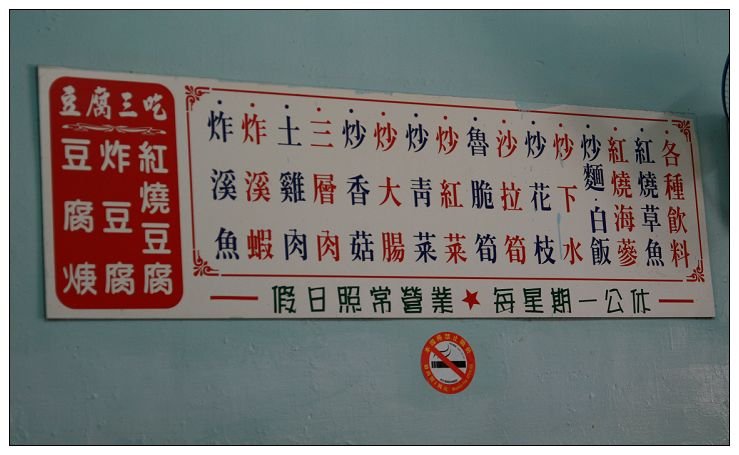 各種飲料
紅燒草魚
紅燒海蔘
炒麵·白飯
炒下水
炒花枝
沙拉筍
魯脆筍
炒紅菜
炒靑菜
炒大腸
炒香菇
三層肉
土雞肉
炸溪蝦
炸溪魚
豆腐三吃
紅燒豆腐
炸豆腐
豆腐焿
假日照常營業★每星期一公休